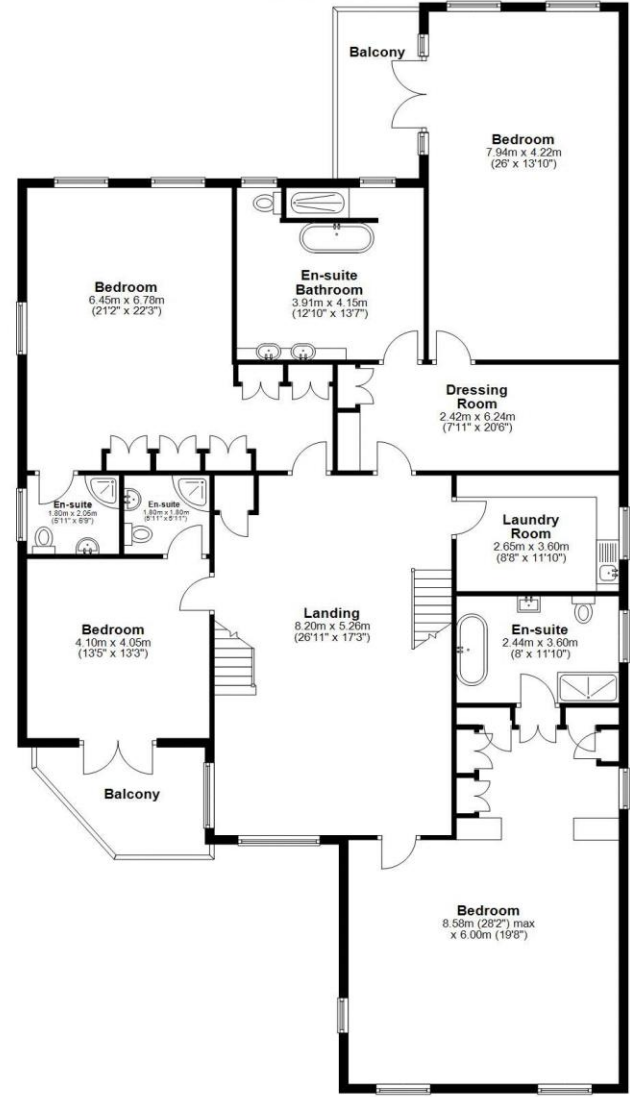 Balcony
Bedroom
7.94m x 4.22m
(26' x 13'10")
Bedroom
6.45m x 6.78m
(21'2" x 22'3")
En-suite
Bathroom
3.91m x 4.15m
(12'10" x 13'7")
Dressing
Room
2.42m x 6.24m
(7'11" x 20'6")
En-suite
1.80m x 2.05m
(5'11" x 6'9")
En-suite
1.80m x 1.80m
(5'11" x 5'11")
Laundry
Room
2.65m x 3.60m
(8'8" x 11'10")
Landing
8.20m x 5.26m
(26'11" x 17'3")
Bedroom
4.10m x 4.05m
(13'5" x 13'3")
En-suite
2.44m x 3.60m
(8' x 11'10")
Balcony
Bedroom
8.58m (28'2") max
x 6.00m (19'8")